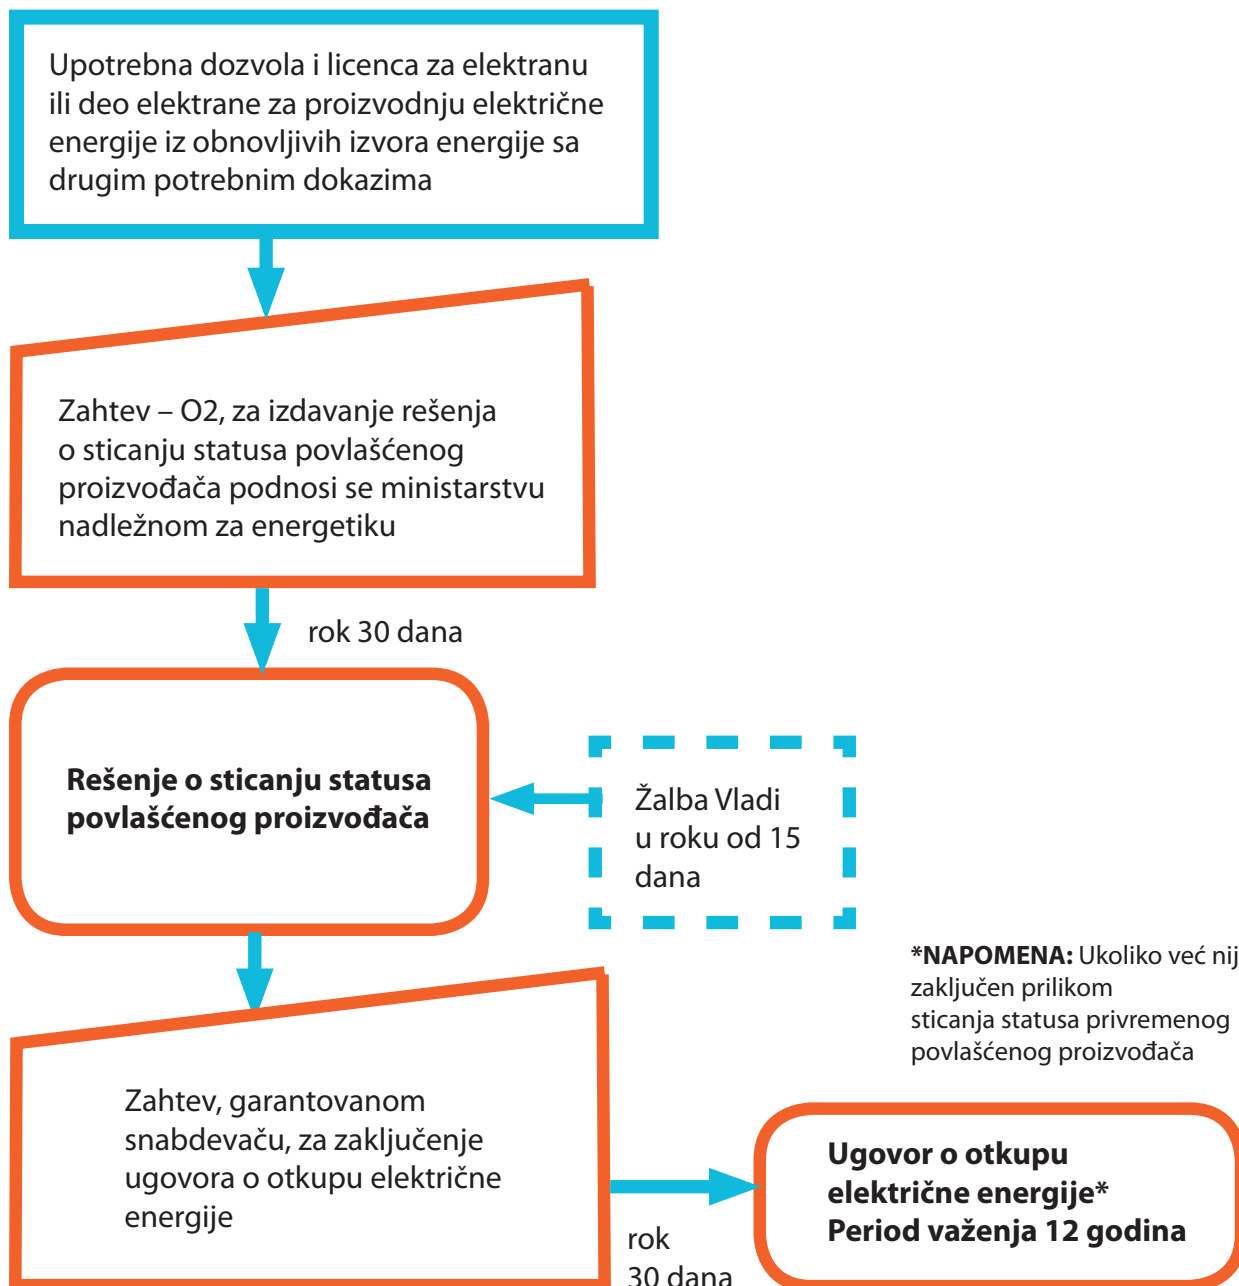 Upotrebna dozvola i licenca za elektranu
ili deo elektrane za proizvodnju električne
energije iz obnovljivih izvora energije sa
drugim potrebnim dokazima
Zahtev – O2, za izdavanje rešenja
o sticanju statusa povlašćenog
proizvođača podnosi se ministarstvu
nadležnom za energetiku
rok 30 dana
Rešenje o sticanju statusa
povlašćenog proizvođača
Žalba Vladi
u roku od 15
dana
*NAPOMENA: Ukoliko već nij
zaključen prilikom
sticanja statusa privremenog
povlašćenog proizvođača
Zahtev, garantovanom
snabdevaču, za zaključenje
ugovora o otkupu električne
energije
rok
30 dana
Ugovor o otkupu
električne energije*
Period važenja 12 godina